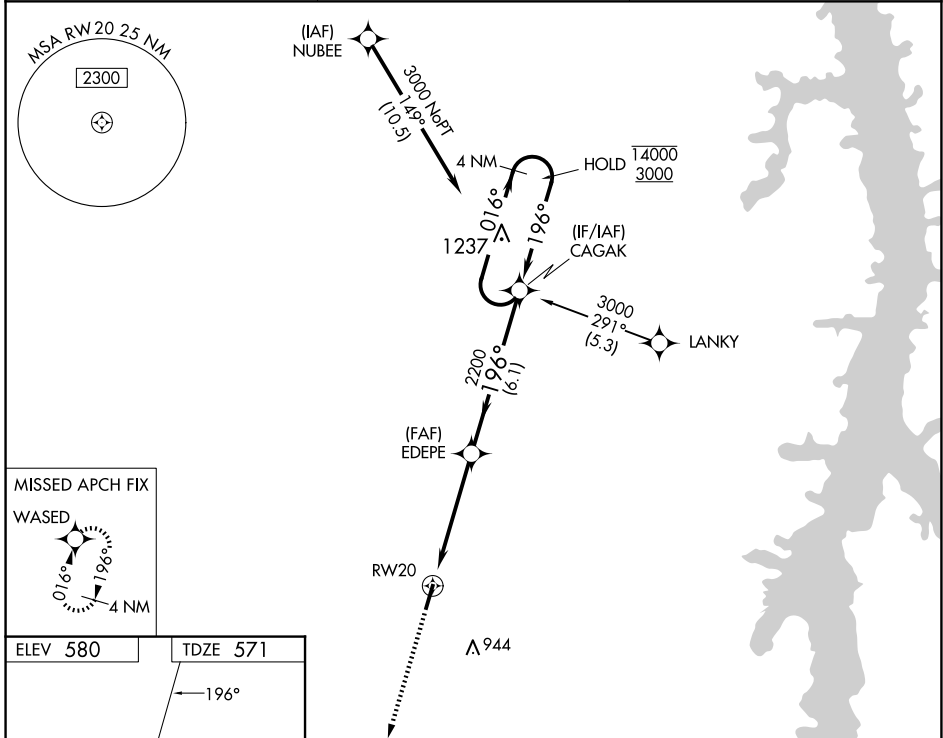 MSA RW20 25 NM
2300
(IAF)
NUBEE
3000 NoPT
149°
(10.5)
4 NM
HOLD 14000
3000
016°
196°
1237
(IF/IAF)
CAGAK
3000
291°
(5.3)
LANKY
2200
196°
(6.1)
(FAF)
EDEPE
MISSED APCH FIX
WASED
016°
196°
4 NM
RW20
944
ELEV 580
TDZE 571
196°